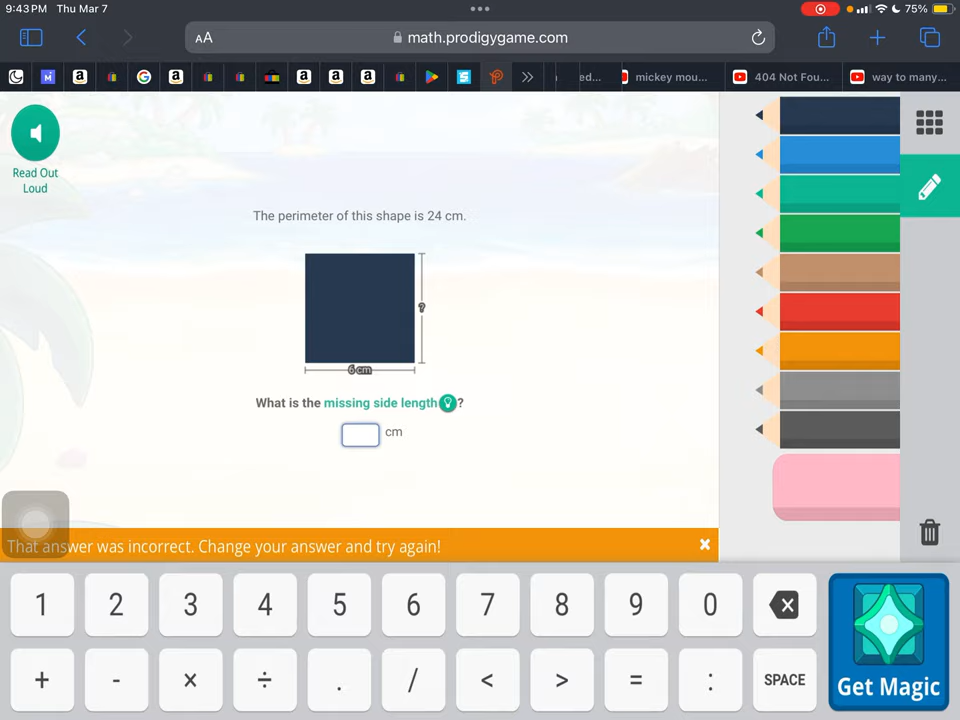 9:43PM Thu Mar 7
75%
AA
math.prodigygame.com
ed...
mickey mou...
404 Not Fou...
way to many...
Read Out
Loud
The perimeter of this shape is 24 cm.
?
6 cm
What is the missing side length?
cm
That answer was incorrect. Change your answer and try again!
1 2 3 4 5 6 7 8 9 0
+ - × ÷ . / < > = : SPACE
Get Magic